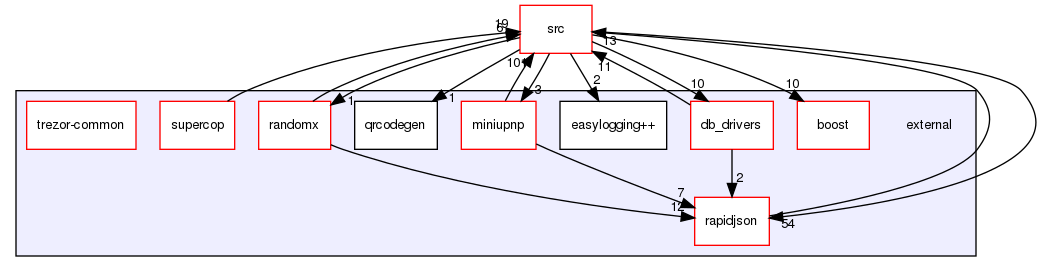 19
6
src
13
10
11
2
10
10
1
1
3
trezor-common
supercop
randomx
qrcodegen
miniupnp
easylogging++
db_drivers
boost
external
2
7
12
rapidjson
54